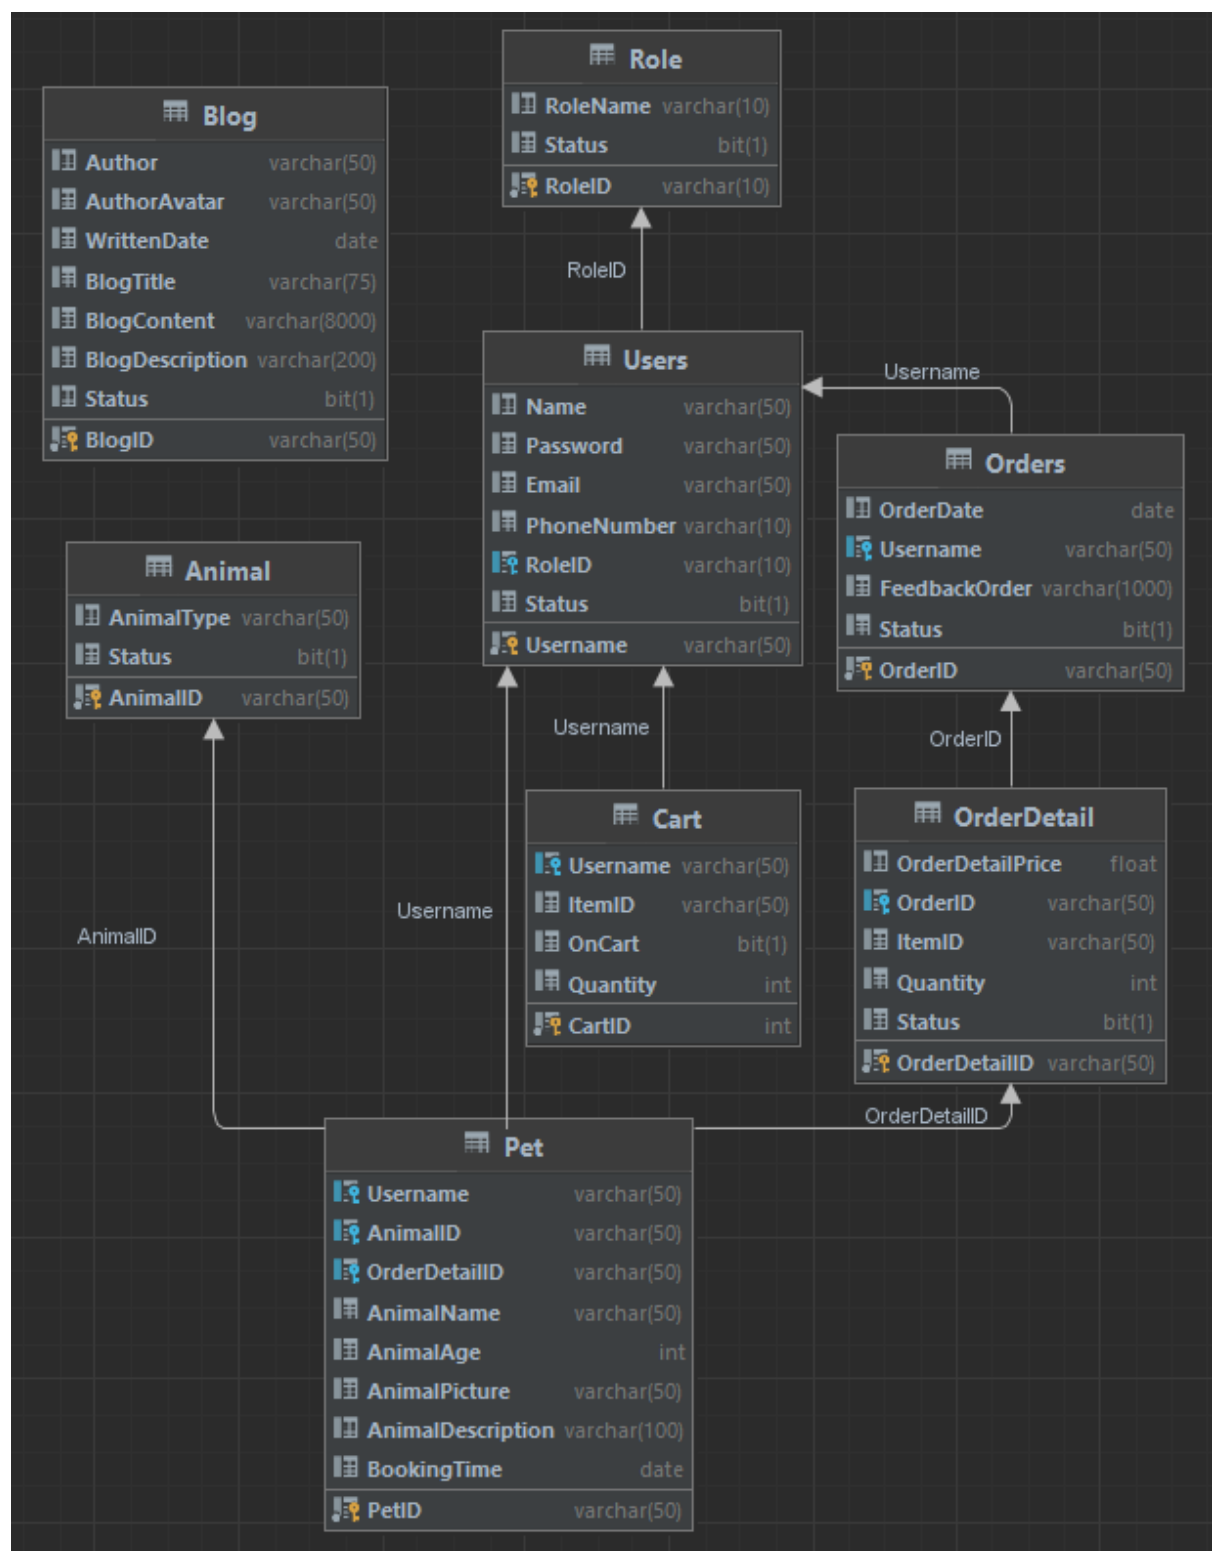 Role
RoleName varchar(10)
Status bit(1)
RoleID varchar(10)
Blog
Author varchar(50)
AuthorAvatar varchar(50)
WrittenDate date
BlogTitle varchar(75)
BlogContent varchar(8000)
BlogDescription varchar(200)
Status bit(1)
BlogID varchar(50)
RoleID
Users
Name varchar(50)
Password varchar(50)
Email varchar(50)
PhoneNumber varchar(10)
RoleID varchar(10)
Status bit(1)
Username varchar(50)
Username
Orders
OrderDate date
Username varchar(50)
FeedbackOrder varchar(1000)
Status bit(1)
OrderID varchar(50)
Animal
AnimalType varchar(50)
Status bit(1)
AnimalID varchar(50)
Username
OrderID
Cart
Username varchar(50)
ItemID varchar(50)
OnCart bit(1)
Quantity int
CartID int
OrderDetail
OrderDetailPrice float
OrderID varchar(50)
ItemID varchar(50)
Quantity int
Status bit(1)
OrderDetailID varchar(50)
Username
AnimalID
OrderDetailID
Pet
Username varchar(50)
AnimalID varchar(50)
OrderDetailID varchar(50)
AnimalName varchar(50)
AnimalAge int
AnimalPicture varchar(50)
AnimalDescription varchar(100)
BookingTime date
PetID varchar(50)